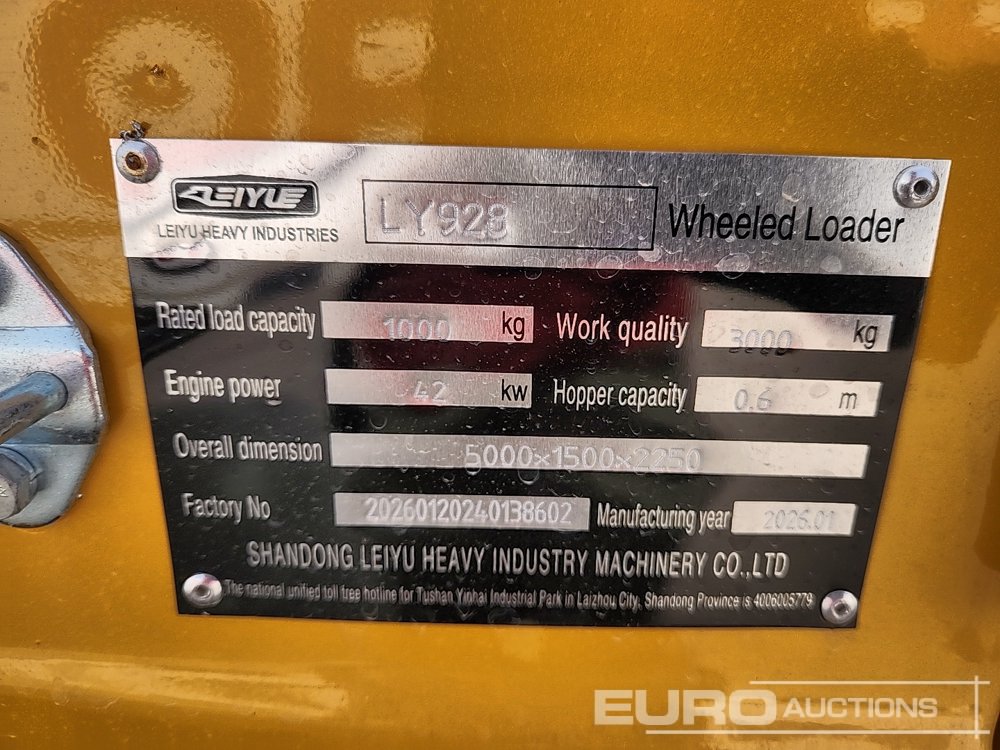 LEIYUE
LEIYU HEAVY INDUSTRIES
LY928
Wheeled Loader
Rated load capacity 1000 kg Work quality 3000 kg
Engine power 42 kw Hopper capacity 0.6 m
Overall dimension 5000×1500×2250
Factory No 20260120240138602 Manufacturing year 2026.01
SHANDONG LEIYU HEAVY INDUSTRY MACHINERY CO.,LTD
The national unified toll tree hotline for Tushan Yinhai Industrial Park in Laizhou City, Shandong Province is 4006005779
EURO AUCTIONS